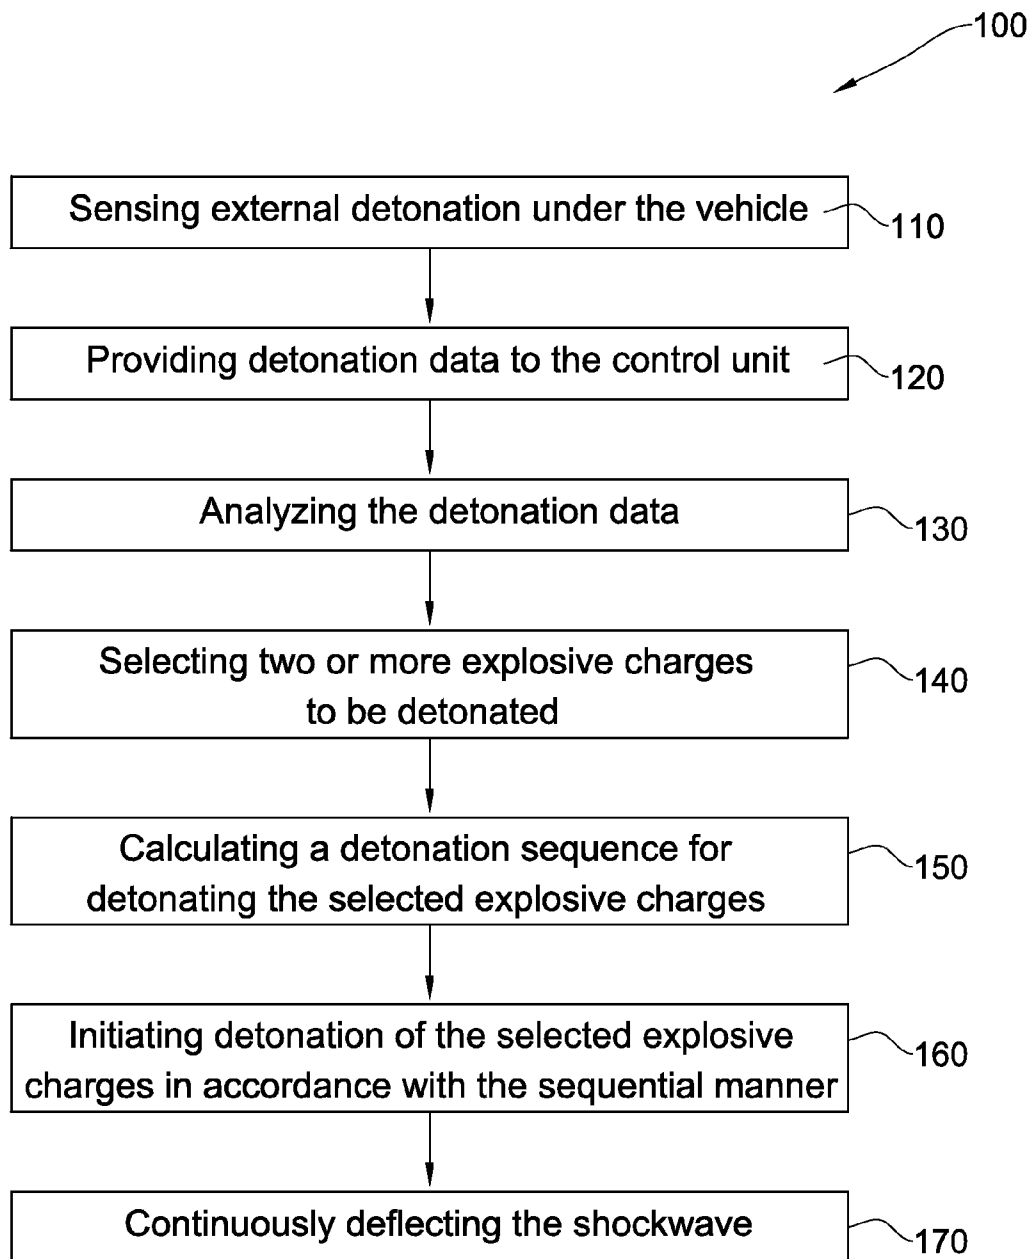 100
Sensing external detonation under the vehicle
110
Providing detonation data to the control unit
120
Analyzing the detonation data
130
Selecting two or more explosive charges
to be detonated
140
Calculating a detonation sequence for
detonating the selected explosive charges
150
Initiating detonation of the selected explosive
charges in accordance with the sequential manner
160
Continuously deflecting the shockwave
170